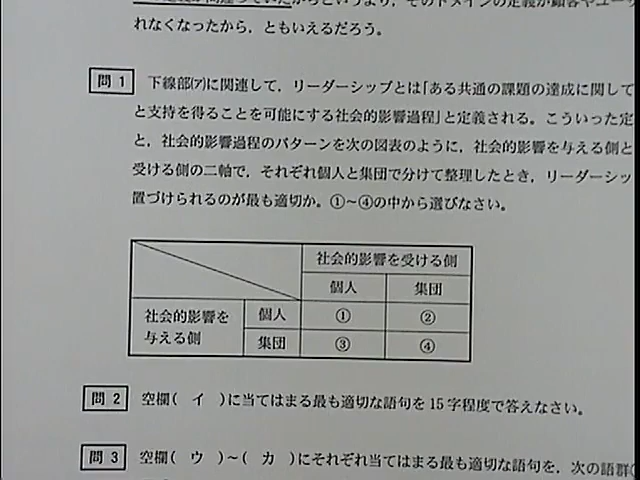 れなくなったから，ともいえるだろう。
問 1 下線部(ア)に関連して，リーダーシップとは「ある共通の課題の達成に関して
と支持を得ることを可能にする社会的影響過程」と定義される。こういった定
と，社会的影響過程のパターンを次の図表のように，社会的影響を与える側と
受ける側の二軸で，それぞれ個人と集団で分けて整理したとき，リーダーシッ
置づけられるのが最も適切か。①～④の中から選びなさい。
社会的影響を受ける側
個人 集団
社会的影響を与える側 個人 ① ②
集団 ③ ④
問 2 空欄( イ )に当てはまる最も適切な語句を 15 字程度で答えなさい。
問 3 空欄( ウ )～( カ )にそれぞれ当てはまる最も適切な語句を，次の語群